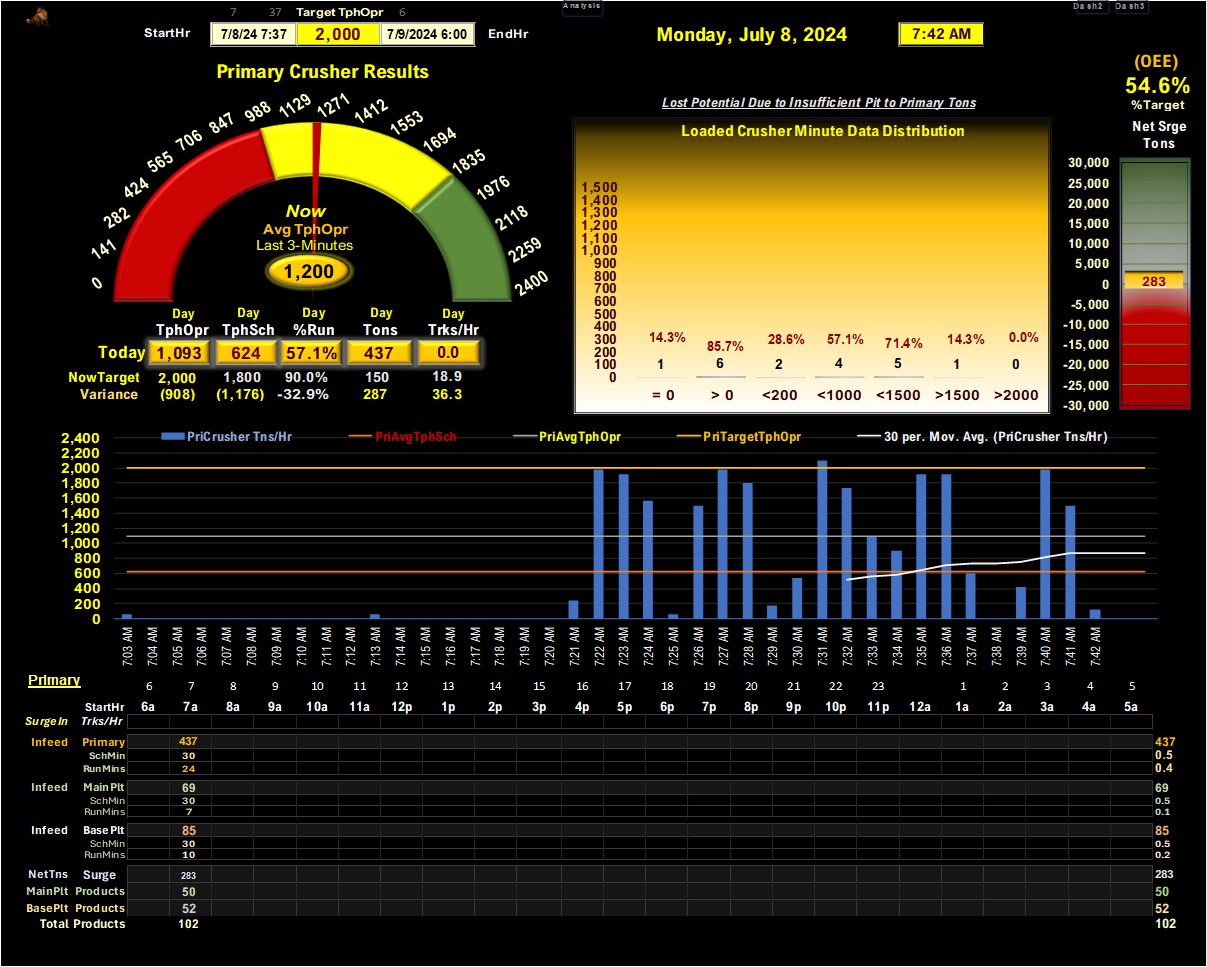 Analysis
Dash2 Dash3
7 37 Target TphOpr 6
StartHr 7/8/24 7:37 2,000 7/9/2024 6:00 EndHr
Monday, July 8, 2024 7:42 AM
(OEE)
54.6%
%Target
Net Srge
Tons
Primary Crusher Results
0 141 282 424 565 706 847 988 1129 1271 1412 1553 1694 1835 1976 2118 2259 2400
Now
Avg TphOpr
Last 3-Minutes
1,200
Day Day Day Day Day
TphOpr TphSch %Run Tons Trks/Hr
Today 1,093 624 57.1% 437 0.0
NowTarget 2,000 1,800 90.0% 150 18.9
Variance (908) (1,176) -32.9% 287 36.3
Lost Potential Due to Insufficient Pit to Primary Tons
Loaded Crusher Minute Data Distribution
1,500
1,400
1,300
1,200
1,100
1,000
900
800
700
600
500
400
300
200
100
0
14.3% 85.7% 28.6% 57.1% 71.4% 14.3% 0.0%
1 6 2 4 5 1 0
= 0 > 0 <200 <1000 <1500 >1500 >2000
30,000
25,000
20,000
15,000
10,000
5,000
0
-5,000
-10,000
-15,000
-20,000
-25,000
-30,000
283
PriCrusher Tns/Hr PriAvgTphSch PriAvgTphOpr PriTargetTphOpr 30 per. Mov. Avg. (PriCrusher Tns/Hr)
2,400
2,200
2,000
1,800
1,600
1,400
1,200
1,000
800
600
400
200
0
7:03 AM 7:04 AM 7:05 AM 7:06 AM 7:07 AM 7:08 AM 7:09 AM 7:10 AM 7:11 AM 7:12 AM 7:13 AM 7:14 AM 7:15 AM 7:16 AM 7:17 AM 7:18 AM 7:19 AM 7:20 AM 7:21 AM 7:22 AM 7:23 AM 7:24 AM 7:25 AM 7:26 AM 7:27 AM 7:28 AM 7:29 AM 7:30 AM 7:31 AM 7:32 AM 7:33 AM 7:34 AM 7:35 AM 7:36 AM 7:37 AM 7:38 AM 7:39 AM 7:40 AM 7:41 AM 7:42 AM
Primary
6 7 8 9 10 11 12 13 14 15 16 17 18 19 20 21 22 23 1 2 3 4 5
StartHr 6a 7a 8a 9a 10a 11a 12p 1p 2p 3p 4p 5p 6p 7p 8p 9p 10p 11p 12a 1a 2a 3a 4a 5a
SurgeIn Trks/Hr
Infeed Primary 437 437
SchMin 30 0.5
RunMins 24 0.4
Infeed Main Plt 69 69
SchMin 30 0.5
RunMins 7 0.1
Infeed Base Plt 85 85
SchMin 30 0.5
RunMins 10 0.2
NetTns Surge 283 283
MainPlt Products 50 50
BasePlt Products 52 52
Total Products 102 102